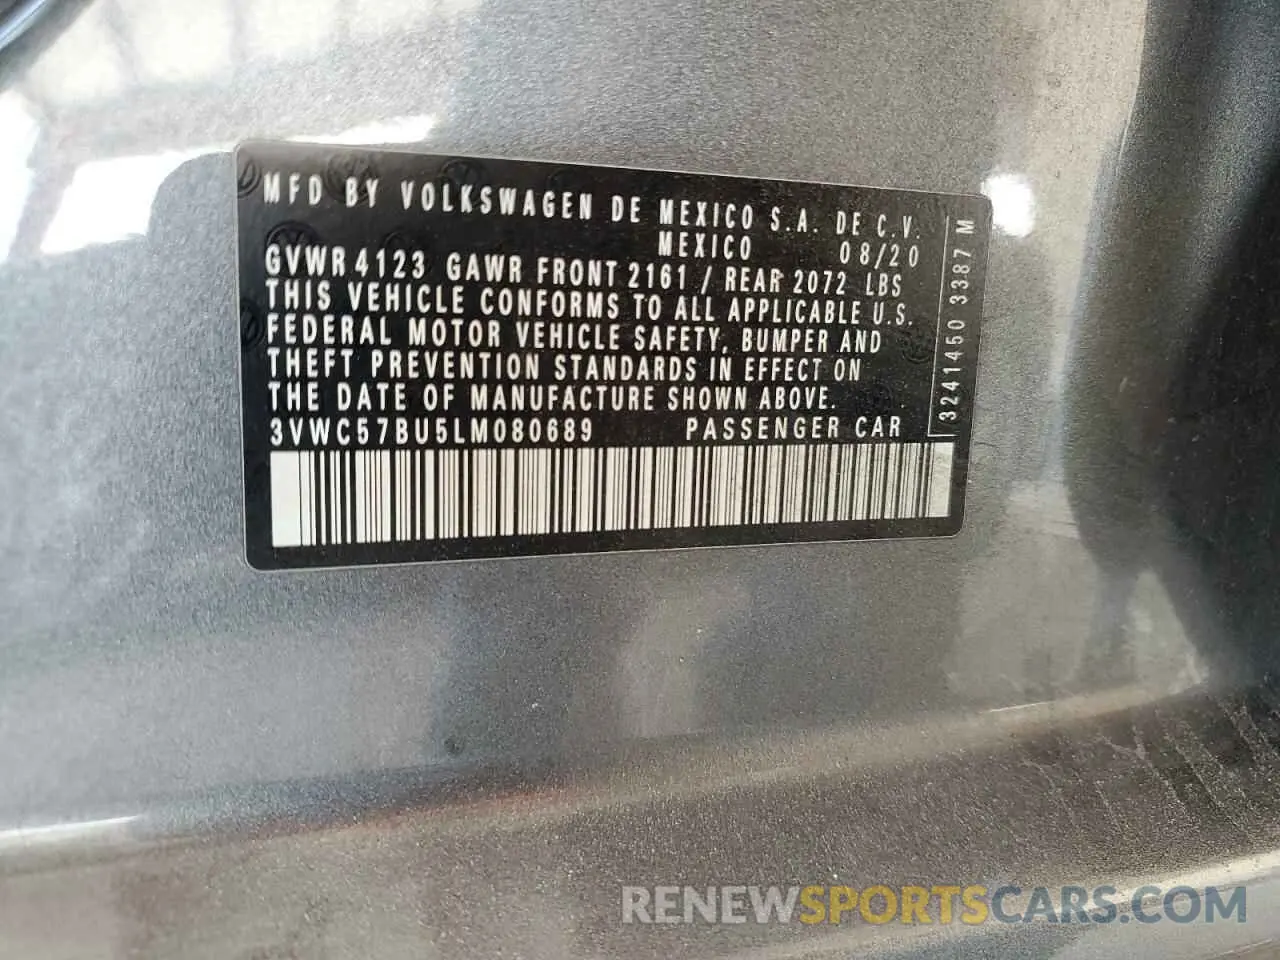 MFD BY VOLKSWAGEN DE MEXICO S.A. DE C.V.
MEXICO 08/20
GVWR 4123 GAWR FRONT 2161 / REAR 2072 LBS
THIS VEHICLE CONFORMS TO ALL APPLICABLE U.S.
FEDERAL MOTOR VEHICLE SAFETY, BUMPER AND
THEFT PREVENTION STANDARDS IN EFFECT ON
THE DATE OF MANUFACTURE SHOWN ABOVE.
3VWC57BU5LM080689 PASSENGER CAR
3241450 3387 M
RENEWSPORTSCARS.COM